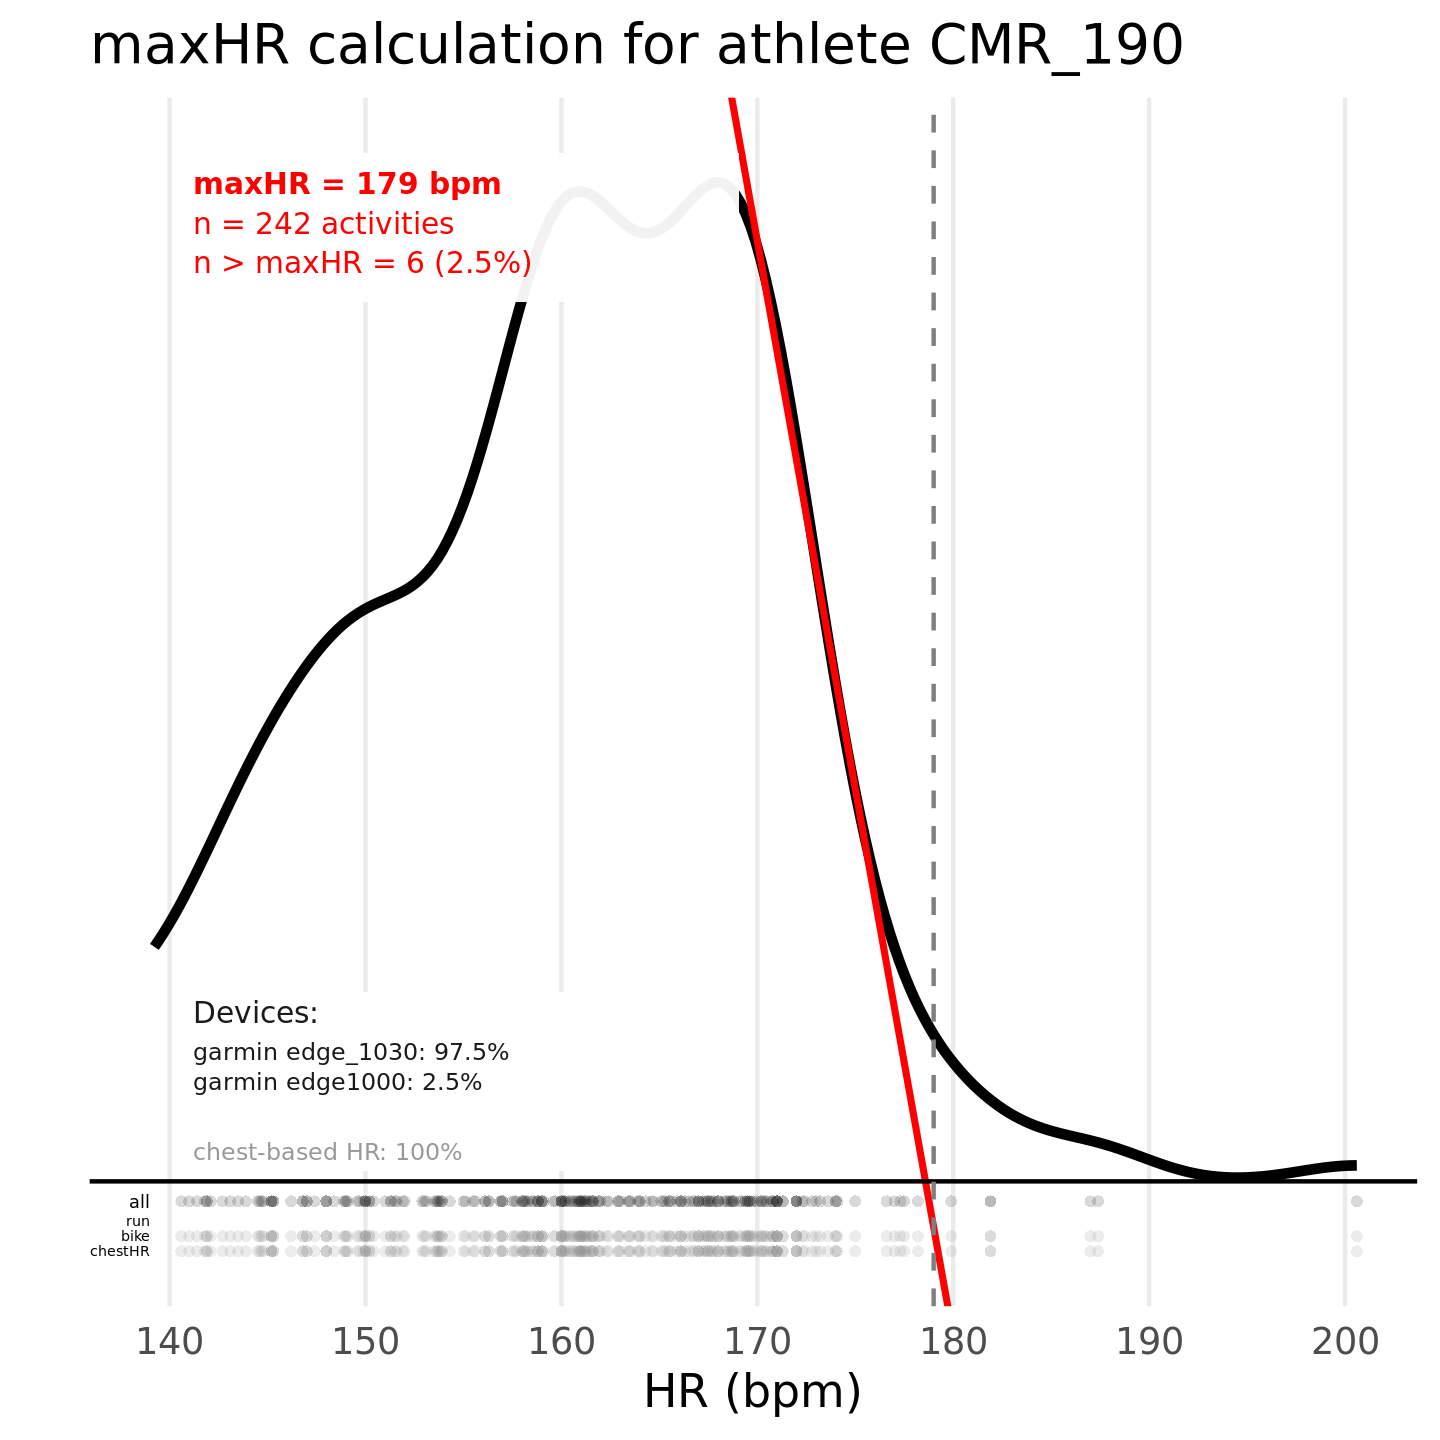 maxHR calculation for athlete CMR_190
maxHR = 179 bpm
n = 242 activities
n > maxHR = 6 (2.5%)
Devices:
garmin edge_1030: 97.5%
garmin edge1000: 2.5%
chest-based HR: 100%
all
run
bike
chestHR
140 150 160 170 180 190 200
HR (bpm)